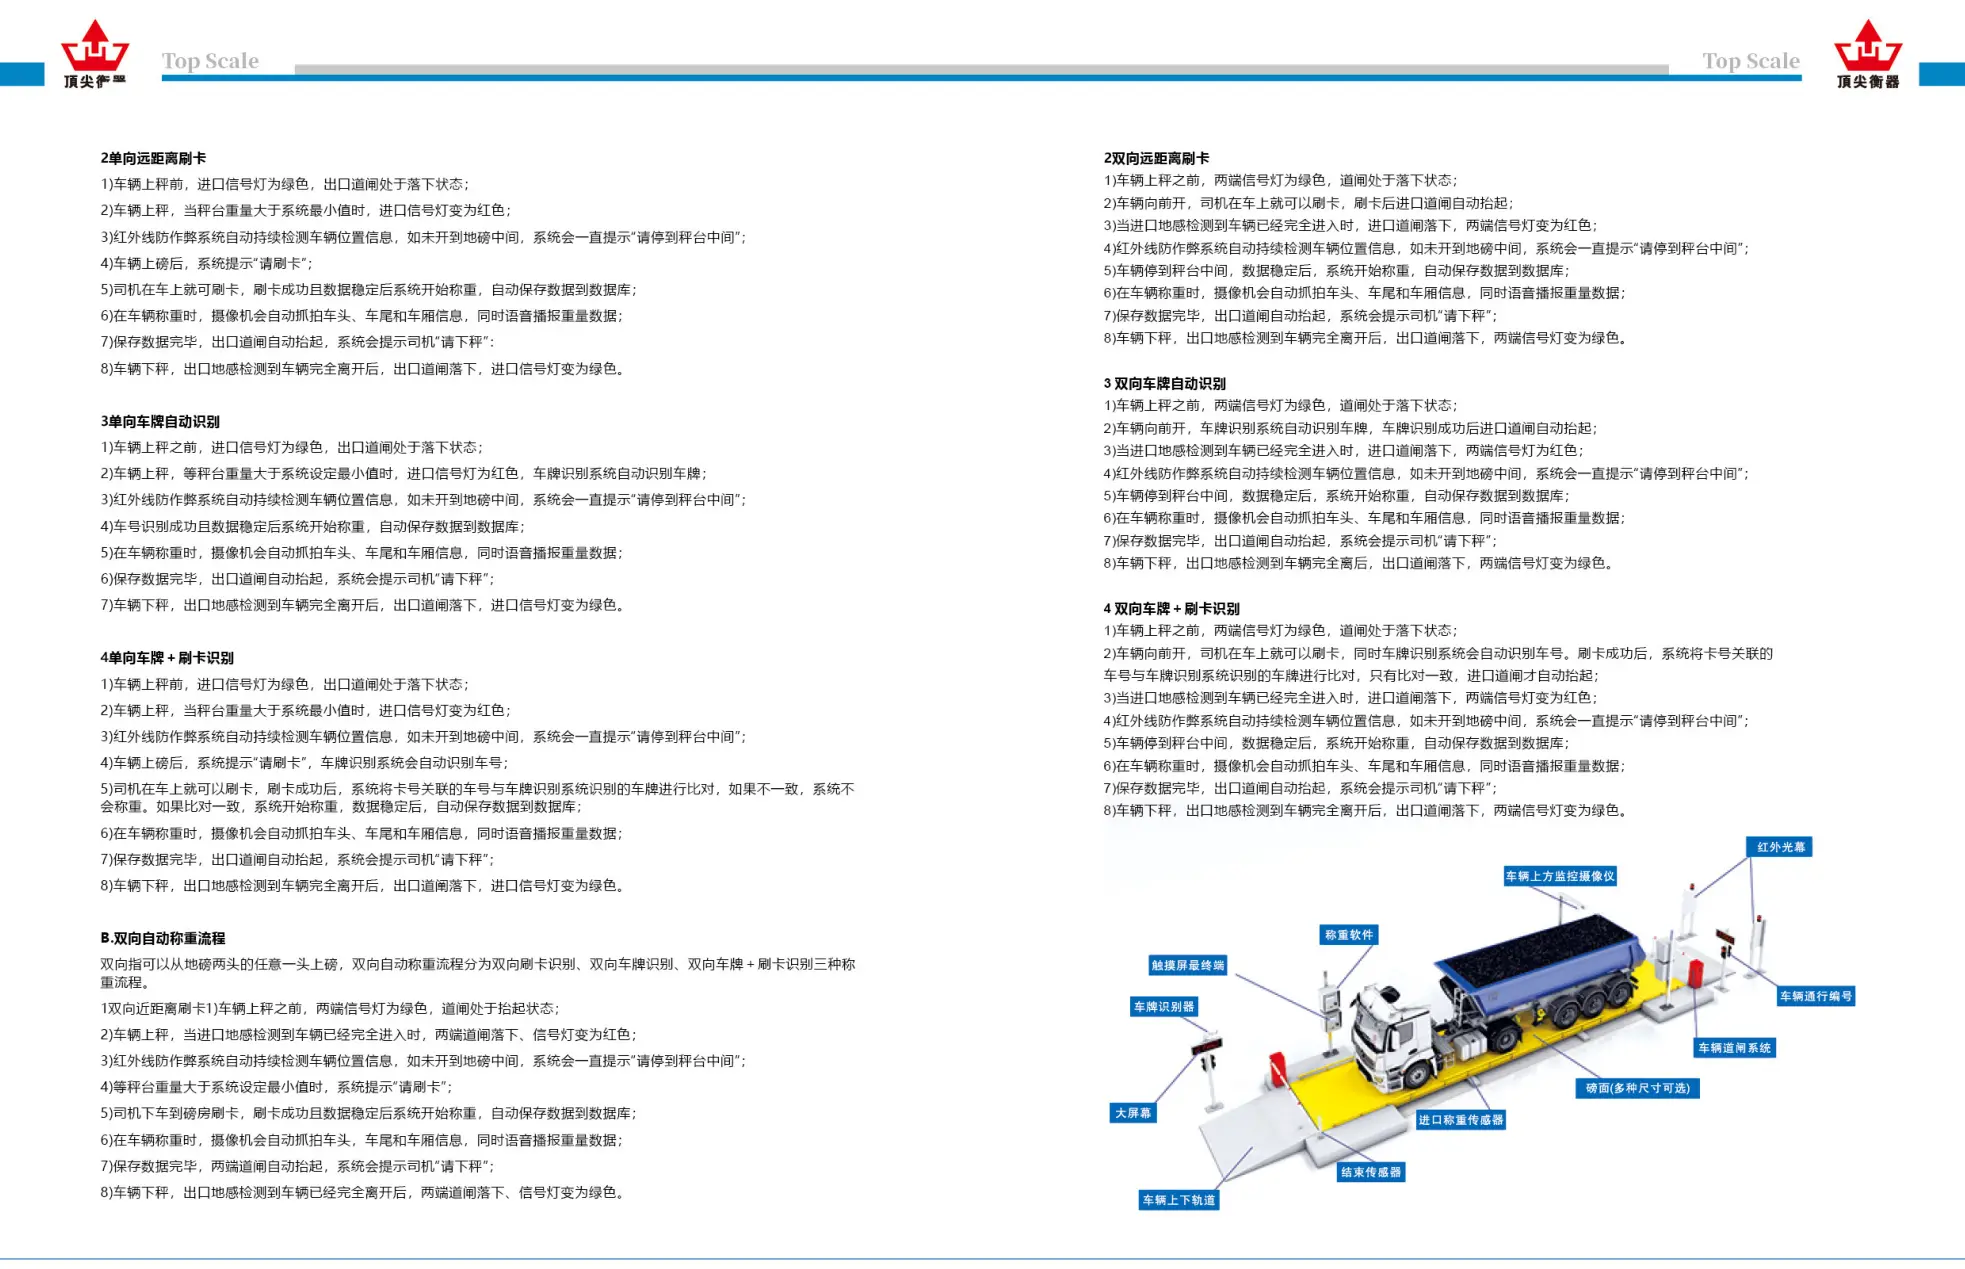 頂尖衡器
Top Scale
Top Scale
頂尖衡器
2单向远距离刷卡
1)车辆上秤前，进口信号灯为绿色，出口道闸处于落下状态；
2)车辆上秤，当秤台重量大于系统最小值时，进口信号灯变为红色；
3)红外线防作弊系统自动持续检测车辆位置信息，如未开到地磅中间，系统会一直提示“请停到秤台中间”；
4)车辆上磅后，系统提示“请刷卡”；
5)司机在车上就可刷卡，刷卡成功且数据稳定后系统开始称重，自动保存数据到数据库；
6)在车辆称重时，摄像机会自动抓拍车头、车尾和车厢信息，同时语音播报重量数据；
7)保存数据完毕，出口道闸自动抬起，系统会提示司机“请下秤”：
8)车辆下秤，出口地感检测到车辆完全离开后，出口道闸落下，进口信号灯变为绿色。
3单向车牌自动识别
1)车辆上秤之前，进口信号灯为绿色，出口道闸处于落下状态；
2)车辆上秤，等秤台重量大于系统设定最小值时，进口信号灯为红色，车牌识别系统自动识别车牌；
3)红外线防作弊系统自动持续检测车辆位置信息，如未开到地磅中间，系统会一直提示“请停到秤台中间”；
4)车号识别成功且数据稳定后系统开始称重，自动保存数据到数据库；
5)在车辆称重时，摄像机会自动抓拍车头、车尾和车厢信息，同时语音播报重量数据；
6)保存数据完毕，出口道闸自动抬起，系统会提示司机“请下秤”；
7)车辆下秤，出口地感检测到车辆完全离开后，出口道闸落下，进口信号灯变为绿色。
4单向车牌＋刷卡识别
1)车辆上秤前，进口信号灯为绿色，出口道闸处于落下状态；
2)车辆上秤，当秤台重量大于系统最小值时，进口信号灯变为红色；
3)红外线防作弊系统自动持续检测车辆位置信息，如未开到地磅中间，系统会一直提示“请停到秤台中间”；
4)车辆上磅后，系统提示“请刷卡”，车牌识别系统会自动识别车号；
5)司机在车上就可以刷卡，刷卡成功后，系统将卡号关联的车号与车牌识别系统识别的车牌进行比对，如果不一致，系统不
会称重。如果比对一致，系统开始称重，数据稳定后，自动保存数据到数据库；
6)在车辆称重时，摄像机会自动抓拍车头、车尾和车厢信息，同时语音播报重量数据；
7)保存数据完毕，出口道闸自动抬起，系统会提示司机“请下秤”；
8)车辆下秤，出口地感检测到车辆完全离开后，出口道阐落下，进口信号灯变为绿色。
B.双向自动称重流程
双向指可以从地磅两头的任意一头上磅，双向自动称重流程分为双向刷卡识别、双向车牌识别、双向车牌＋刷卡识别三种称
重流程。
1双向近距离刷卡1)车辆上秤之前，两端信号灯为绿色，道闸处于抬起状态；
2)车辆上秤，当进口地感检测到车辆已经完全进入时，两端道闸落下、信号灯变为红色；
3)红外线防作弊系统自动持续检测车辆位置信息，如未开到地磅中间，系统会一直提示“请停到秤台中间”；
4)等秤台重量大于系统设定最小值时，系统提示“请刷卡”；
5)司机下车到磅房刷卡，刷卡成功且数据稳定后系统开始称重，自动保存数据到数据库；
6)在车辆称重时，摄像机会自动抓拍车头，车尾和车厢信息，同时语音播报重量数据；
7)保存数据完毕，两端道闸自动抬起，系统会提示司机“请下秤”；
8)车辆下秤，出口地感检测到车辆已经完全离开后，两端道闸落下、信号灯变为绿色。
2双向远距离刷卡
1)车辆上秤之前，两端信号灯为绿色，道闸处于落下状态；
2)车辆向前开，司机在车上就可以刷卡，刷卡后进口道闸自动抬起；
3)当进口地感检测到车辆已经完全进入时，进口道闸落下，两端信号灯变为红色；
4)红外线防作弊系统自动持续检测车辆位置信息，如未开到地磅中间，系统会一直提示“请停到秤台中间”；
5)车辆停到秤台中间，数据稳定后，系统开始称重，自动保存数据到数据库；
6)在车辆称重时，摄像机会自动抓拍车头、车尾和车厢信息，同时语音播报重量数据；
7)保存数据完毕，出口道闸自动抬起，系统会提示司机“请下秤”；
8)车辆下秤，出口地感检测到车辆完全离开后，出口道闸落下，两端信号灯变为绿色。
3 双向车牌自动识别
1)车辆上秤之前，两端信号灯为绿色，道闸处于落下状态；
2)车辆向前开，车牌识别系统自动识别车牌，车牌识别成功后进口道闸自动抬起；
3)当进口地感检测到车辆已经完全进入时，进口道闸落下，两端信号灯为红色；
4)红外线防作弊系统自动持续检测车辆位置信息，如未开到地磅中间，系统会一直提示“请停到秤台中间”；
5)车辆停到秤台中间，数据稳定后，系统开始称重，自动保存数据到数据库；
6)在车辆称重时，摄像机会自动抓拍车头、车尾和车厢信息，同时语音播报重量数据；
7)保存数据完毕，出口道闸自动抬起，系统会提示司机“请下秤”；
8)车辆下秤，出口地感检测到车辆完全离后，出口道闸落下，两端信号灯变为绿色。
4 双向车牌＋刷卡识别
1)车辆上秤之前，两端信号灯为绿色，道闸处于落下状态；
2)车辆向前开，司机在车上就可以刷卡，同时车牌识别系统会自动识别车号。刷卡成功后，系统将卡号关联的
车号与车牌识别系统识别的车牌进行比对，只有比对一致，进口道闸才自动抬起；
3)当进口地感检测到车辆已经完全进入时，进口道闸落下，两端信号灯变为红色；
4)红外线防作弊系统自动持续检测车辆位置信息，如未开到地磅中间，系统会一直提示“请停到秤台中间”；
5)车辆停到秤台中间，数据稳定后，系统开始称重，自动保存数据到数据库；
6)在车辆称重时，摄像机会自动抓拍车头、车尾和车厢信息，同时语音播报重量数据；
7)保存数据完毕，出口道闸自动抬起，系统会提示司机“请下秤”；
8)车辆下秤，出口地感检测到车辆完全离开后，出口道闸落下，两端信号灯变为绿色。
红外光幕
车辆上方监控摄像仪
称重软件
触摸屏最终端
车牌识别器
车辆通行编号
车辆道闸系统
磅面(多种尺寸可选)
大屏幕
进口称重传感器
结束传感器
车辆上下轨道